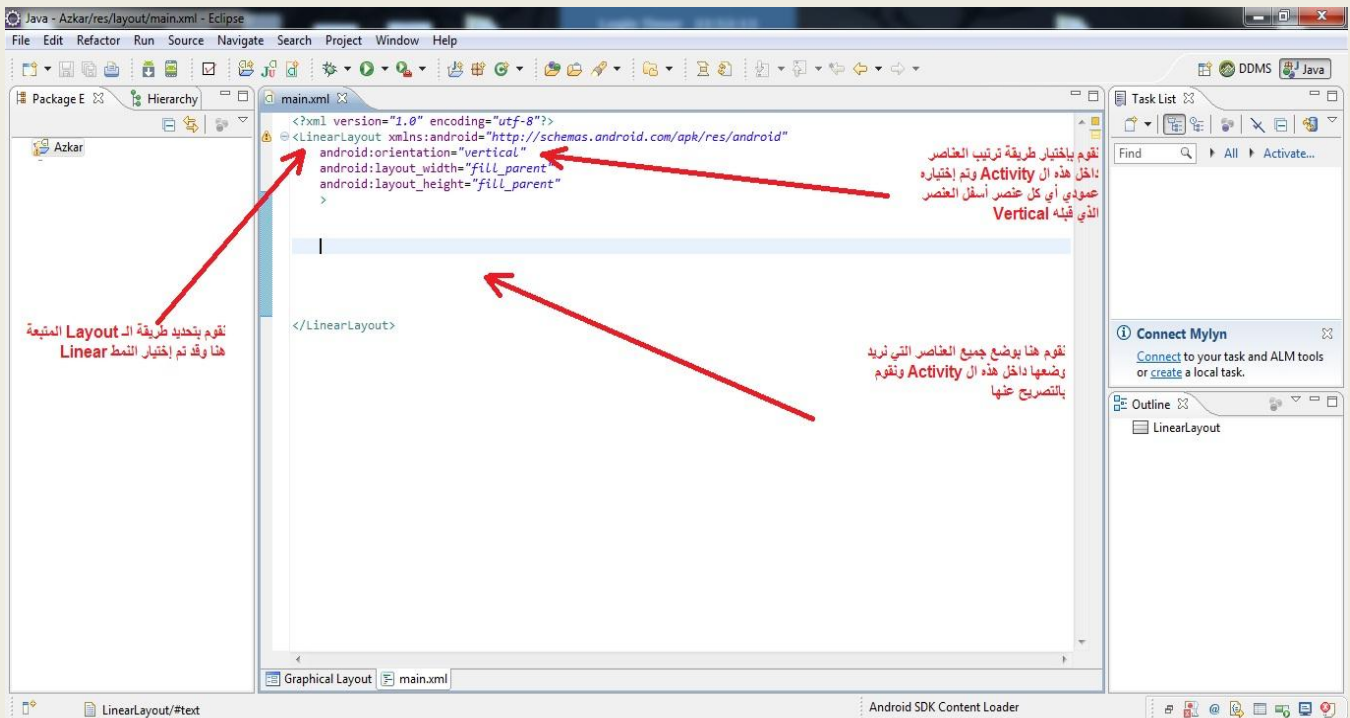 Java - Azkar/res/layout/main.xml - Eclipse
File Edit Refactor Run Source Navigate Search Project Window Help
DDMS Java
Package E Hierarchy
main.xml
Task List
Azkar
Find All Activate...
<?xml version="1.0" encoding="utf-8"?>
<LinearLayout xmlns:android="http://schemas.android.com/apk/res/android"
android:orientation="vertical"
android:layout_width="fill_parent"
android:layout_height="fill_parent"
>
</LinearLayout>
نقوم بإختيار طريقة ترتيب العناصر
داخل هذه ال Activity وتم إختياره
عمودي أي كل عنصر أسفل العنصر
الذي قبله Vertical
نقوم بتحديد طريقة الـ Layout المتبعة
هنا وقد تم إختيار النمط Linear
نقوم هنا بوضع جميع العناصر التي نريد
وضعها داخل هذه ال Activity ونقوم
بالتصريح عنها
Connect Mylyn
Connect to your task and ALM tools
or create a local task.
Outline
LinearLayout
Graphical Layout main.xml
LinearLayout/#text
Android SDK Content Loader